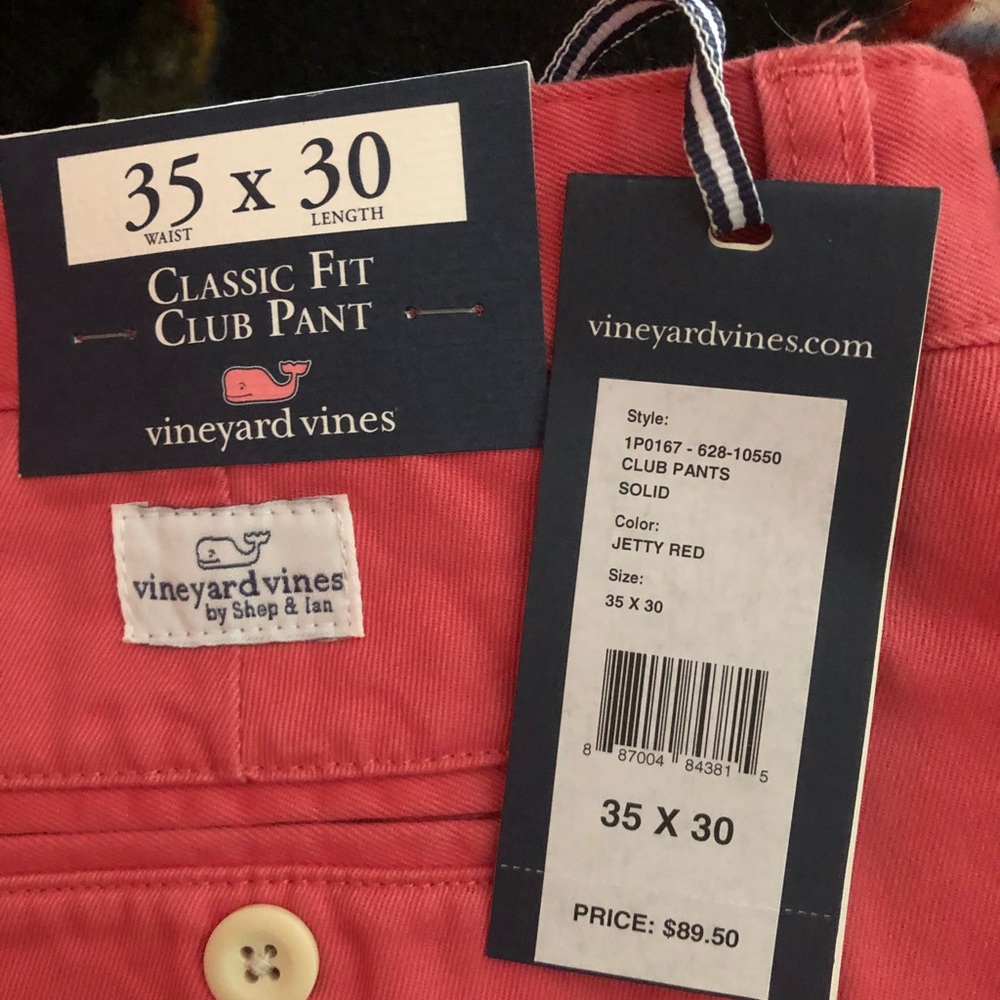 35 x 30
WAIST LENGTH
CLASSIC FIT
CLUB PANT
vineyard vines
vineyard vines
by Shep & Ian
vineyardvines.com
Style:
1P0167 - 628-10550
CLUB PANTS
SOLID
Color:
JETTY RED
Size:
35 X 30
8 87004 84381 5
35 X 30
PRICE: $89.50